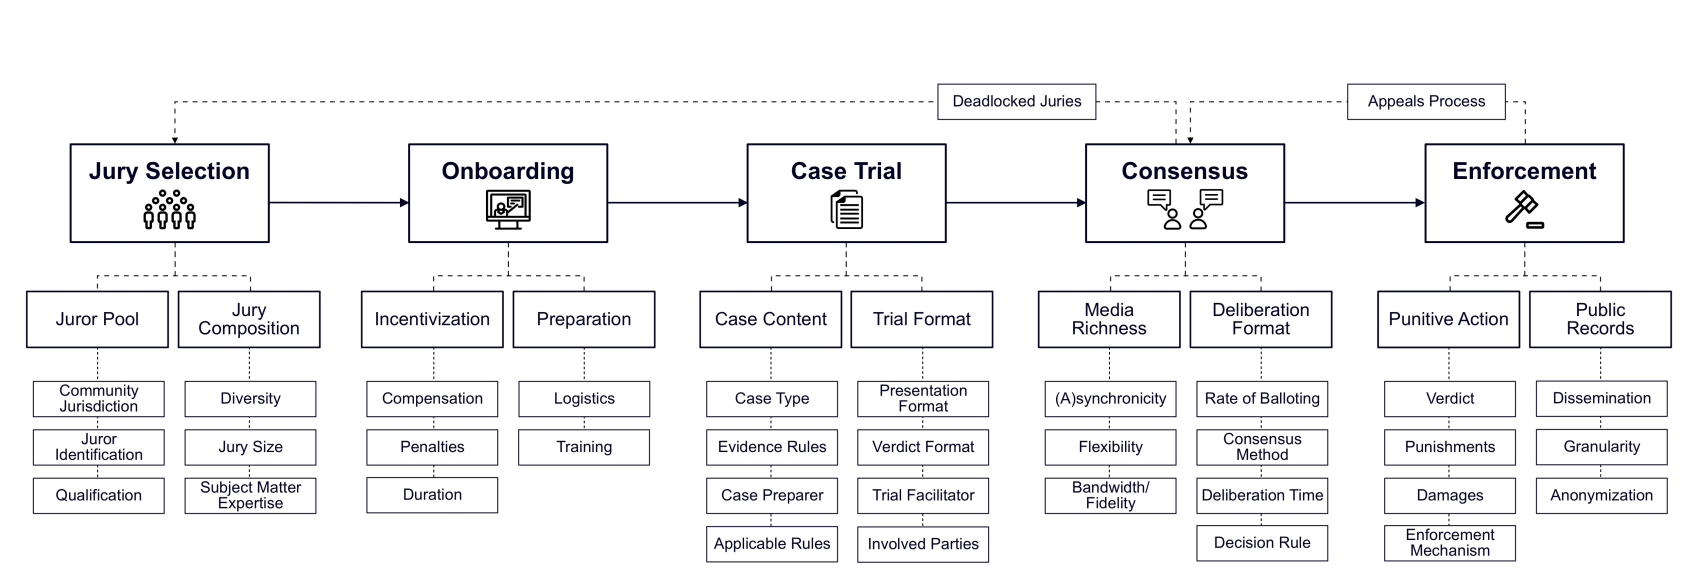 Deadlocked Juries
Appeals Process
Jury Selection
Onboarding
Case Trial
Consensus
Enforcement
Juror Pool
Jury
Composition
Incentivization
Preparation
Case Content
Trial Format
Media
Richness
Deliberation
Format
Punitive Action
Public
Records
Community
Jurisdiction
Juror
Identification
Qualification
Diversity
Jury Size
Subject Matter
Expertise
Compensation
Penalties
Duration
Logistics
Training
Case Type
Evidence Rules
Case Preparer
Applicable Rules
Presentation
Format
Verdict Format
Trial Facilitator
Involved Parties
(A)synchronicity
Flexibility
Bandwidth/
Fidelity
Rate of Balloting
Consensus
Method
Deliberation Time
Decision Rule
Verdict
Punishments
Damages
Enforcement
Mechanism
Dissemination
Granularity
Anonymization